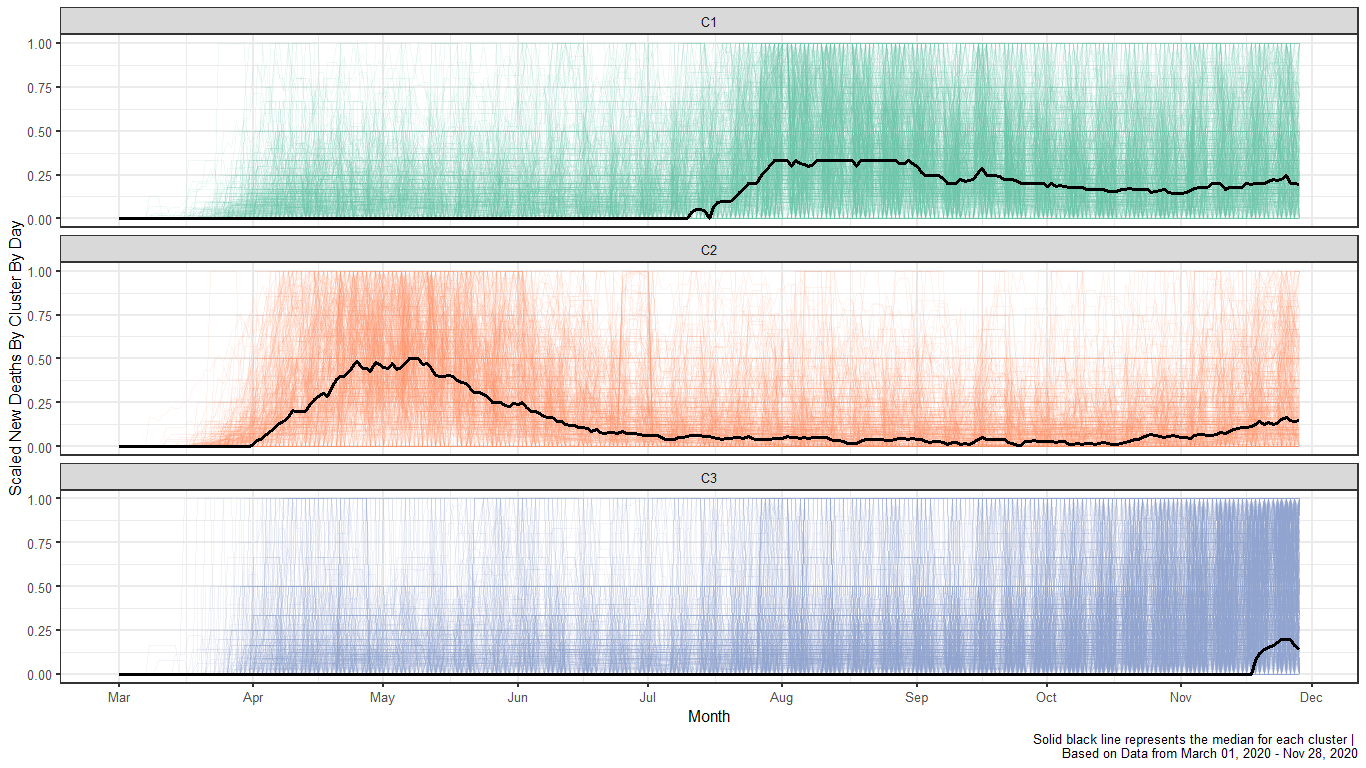 C1
1.00
0.75
0.50
0.25
0.00
C2
1.00
0.75
0.50
0.25
0.00
C3
1.00
0.75
0.50
0.25
0.00
Scaled New Deaths By Cluster By Day
Mar Apr May Jun Jul Aug Sep Oct Nov Dec
Month
Solid black line represents the median for each cluster |
Based on Data from March 01, 2020 - Nov 28, 2020